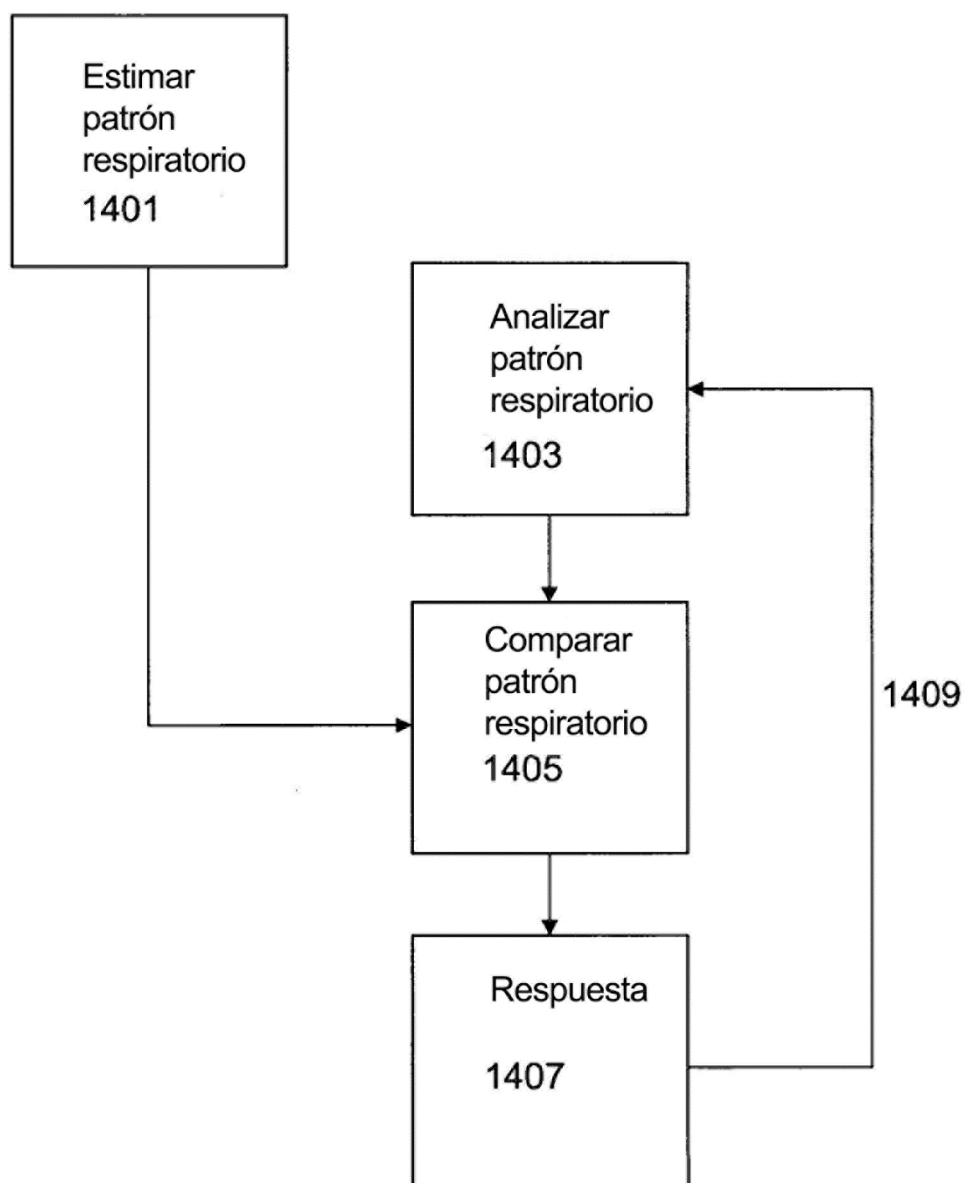 Estimar
patrón
respiratorio
1401
Analizar
patrón
respiratorio
1403
Comparar
patrón
respiratorio
1405
1409
Respuesta
1407